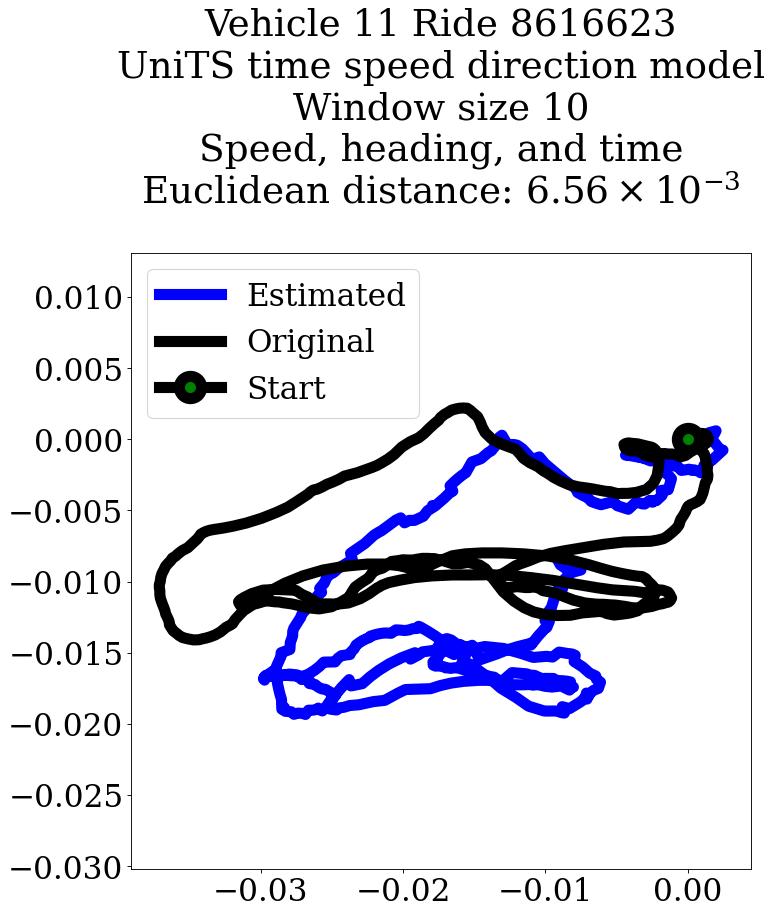 Vehicle 11 Ride 8616623
UniTS time speed direction model
Window size 10
Speed, heading, and time
Euclidean distance: 6.56 × 10⁻³
Estimated
Original
Start
0.010
0.005
0.000
−0.005
−0.010
−0.015
−0.020
−0.025
−0.030
−0.03 −0.02 −0.01 0.00